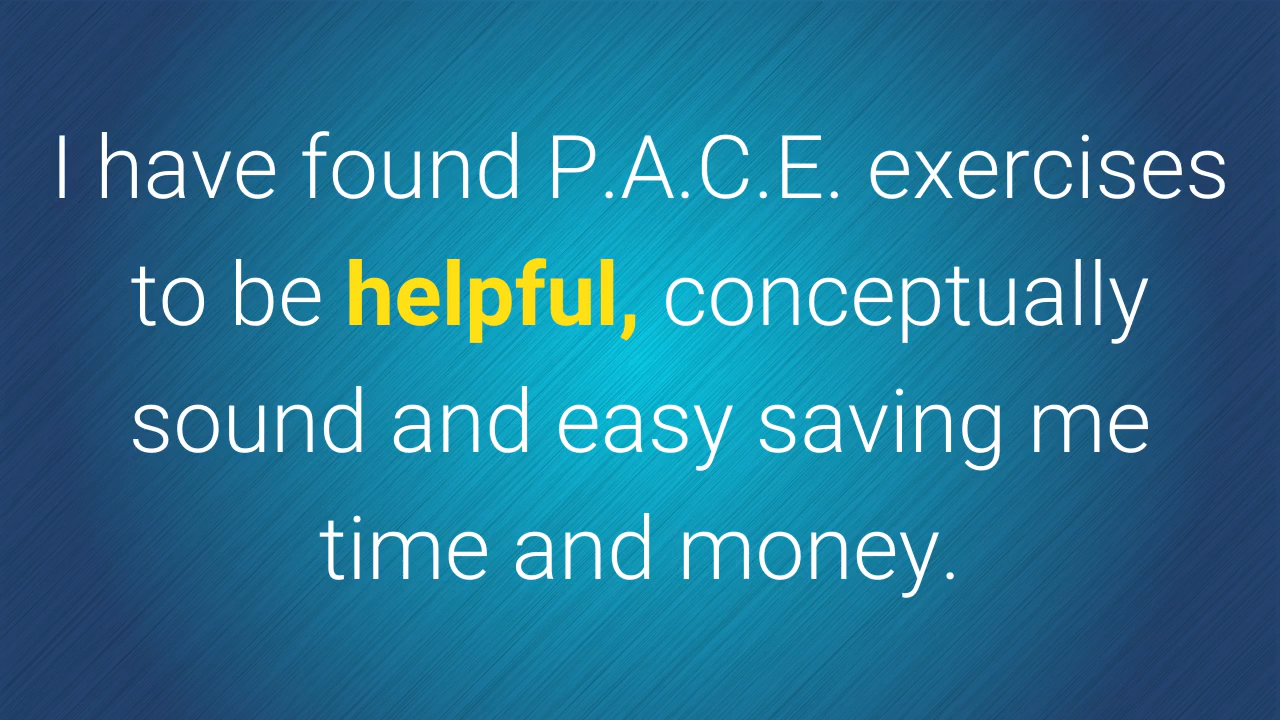 I have found P.A.C.E. exercises
to be helpful, conceptually
sound and easy saving me
time and money.